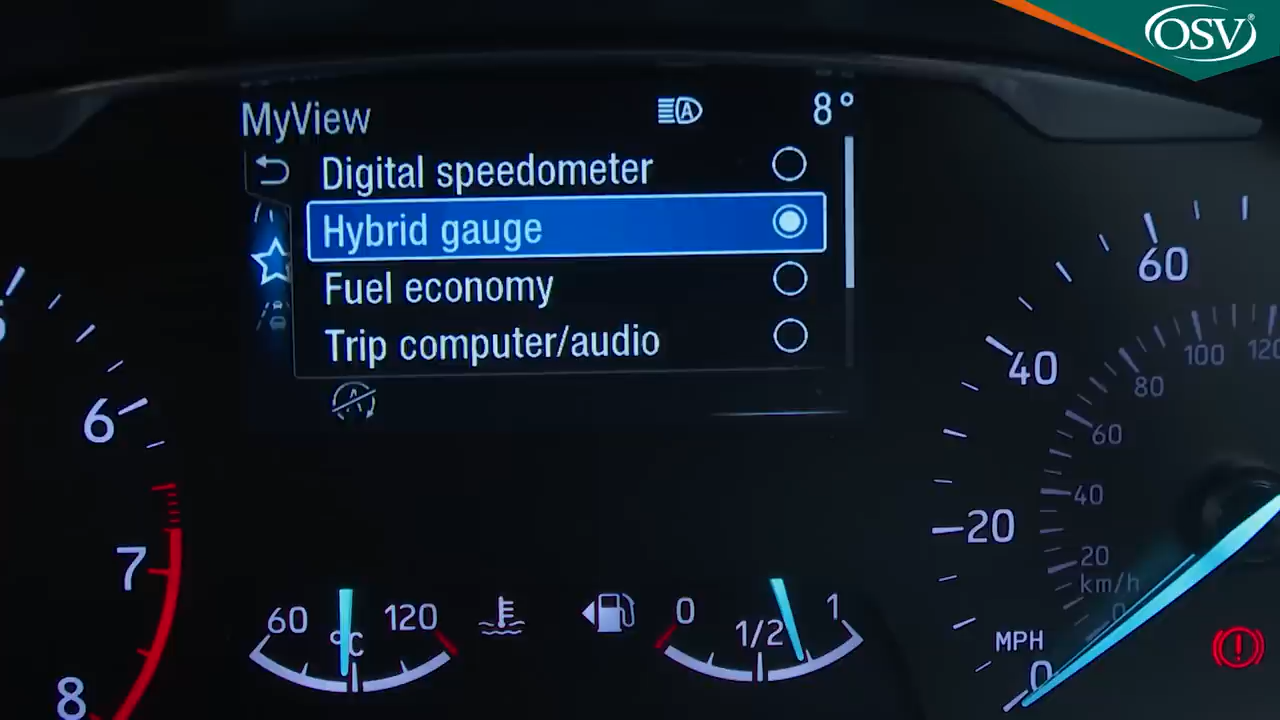 OSV
MyView
8°
Digital speedometer
Hybrid gauge
Fuel economy
Trip computer/audio
6
7
8
60
°C
120
0
1/2
1
60
40
20
0
MPH
120
100
80
60
40
20
0
km/h